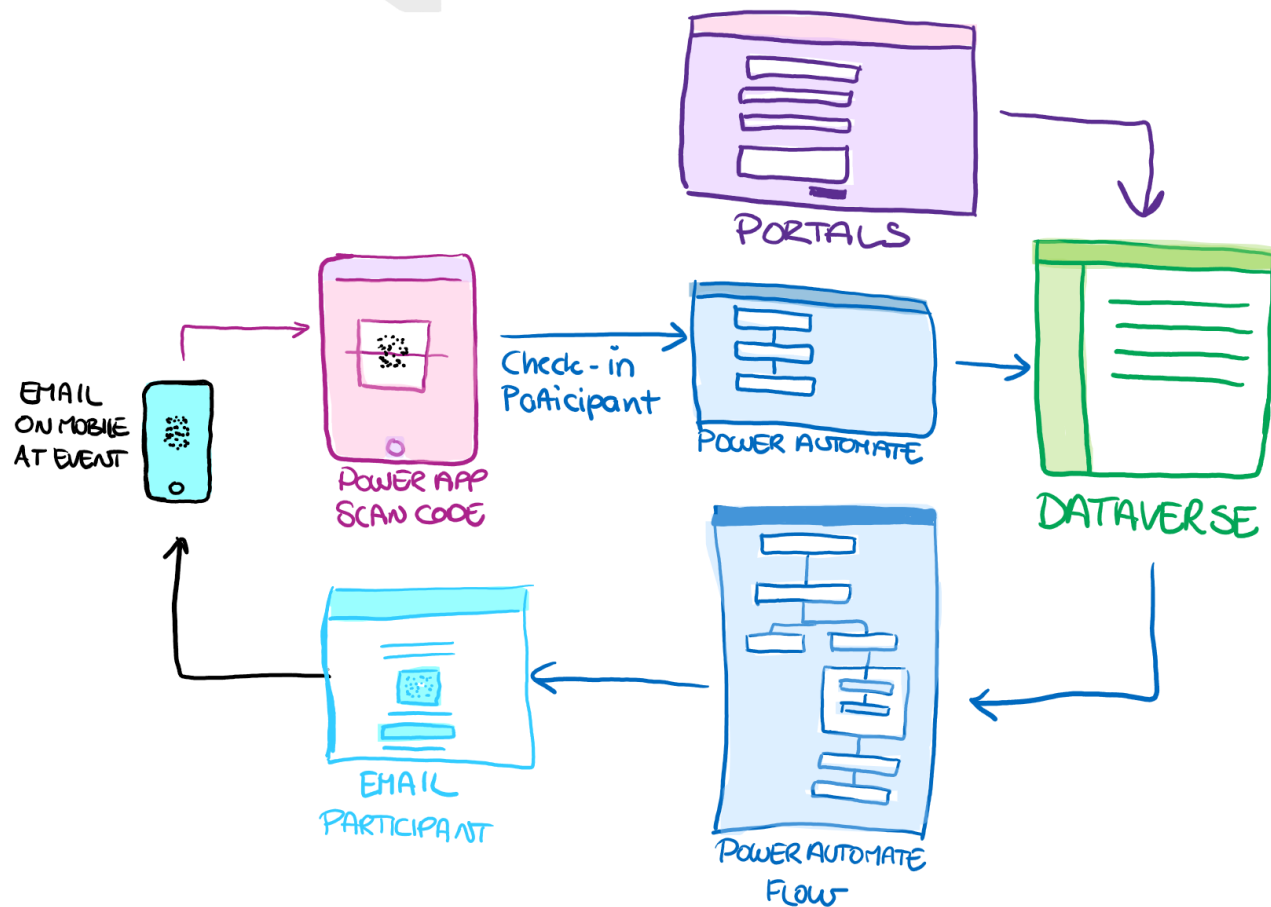 PORTALS
EMAIL
ON MOBILE
AT EVENT
POWER APP
SCAN CODE
Check-in
Participant
POWER AUTOMATE
DATAVERSE
EMAIL
PARTICIPANT
POWER AUTOMATE
FLOW